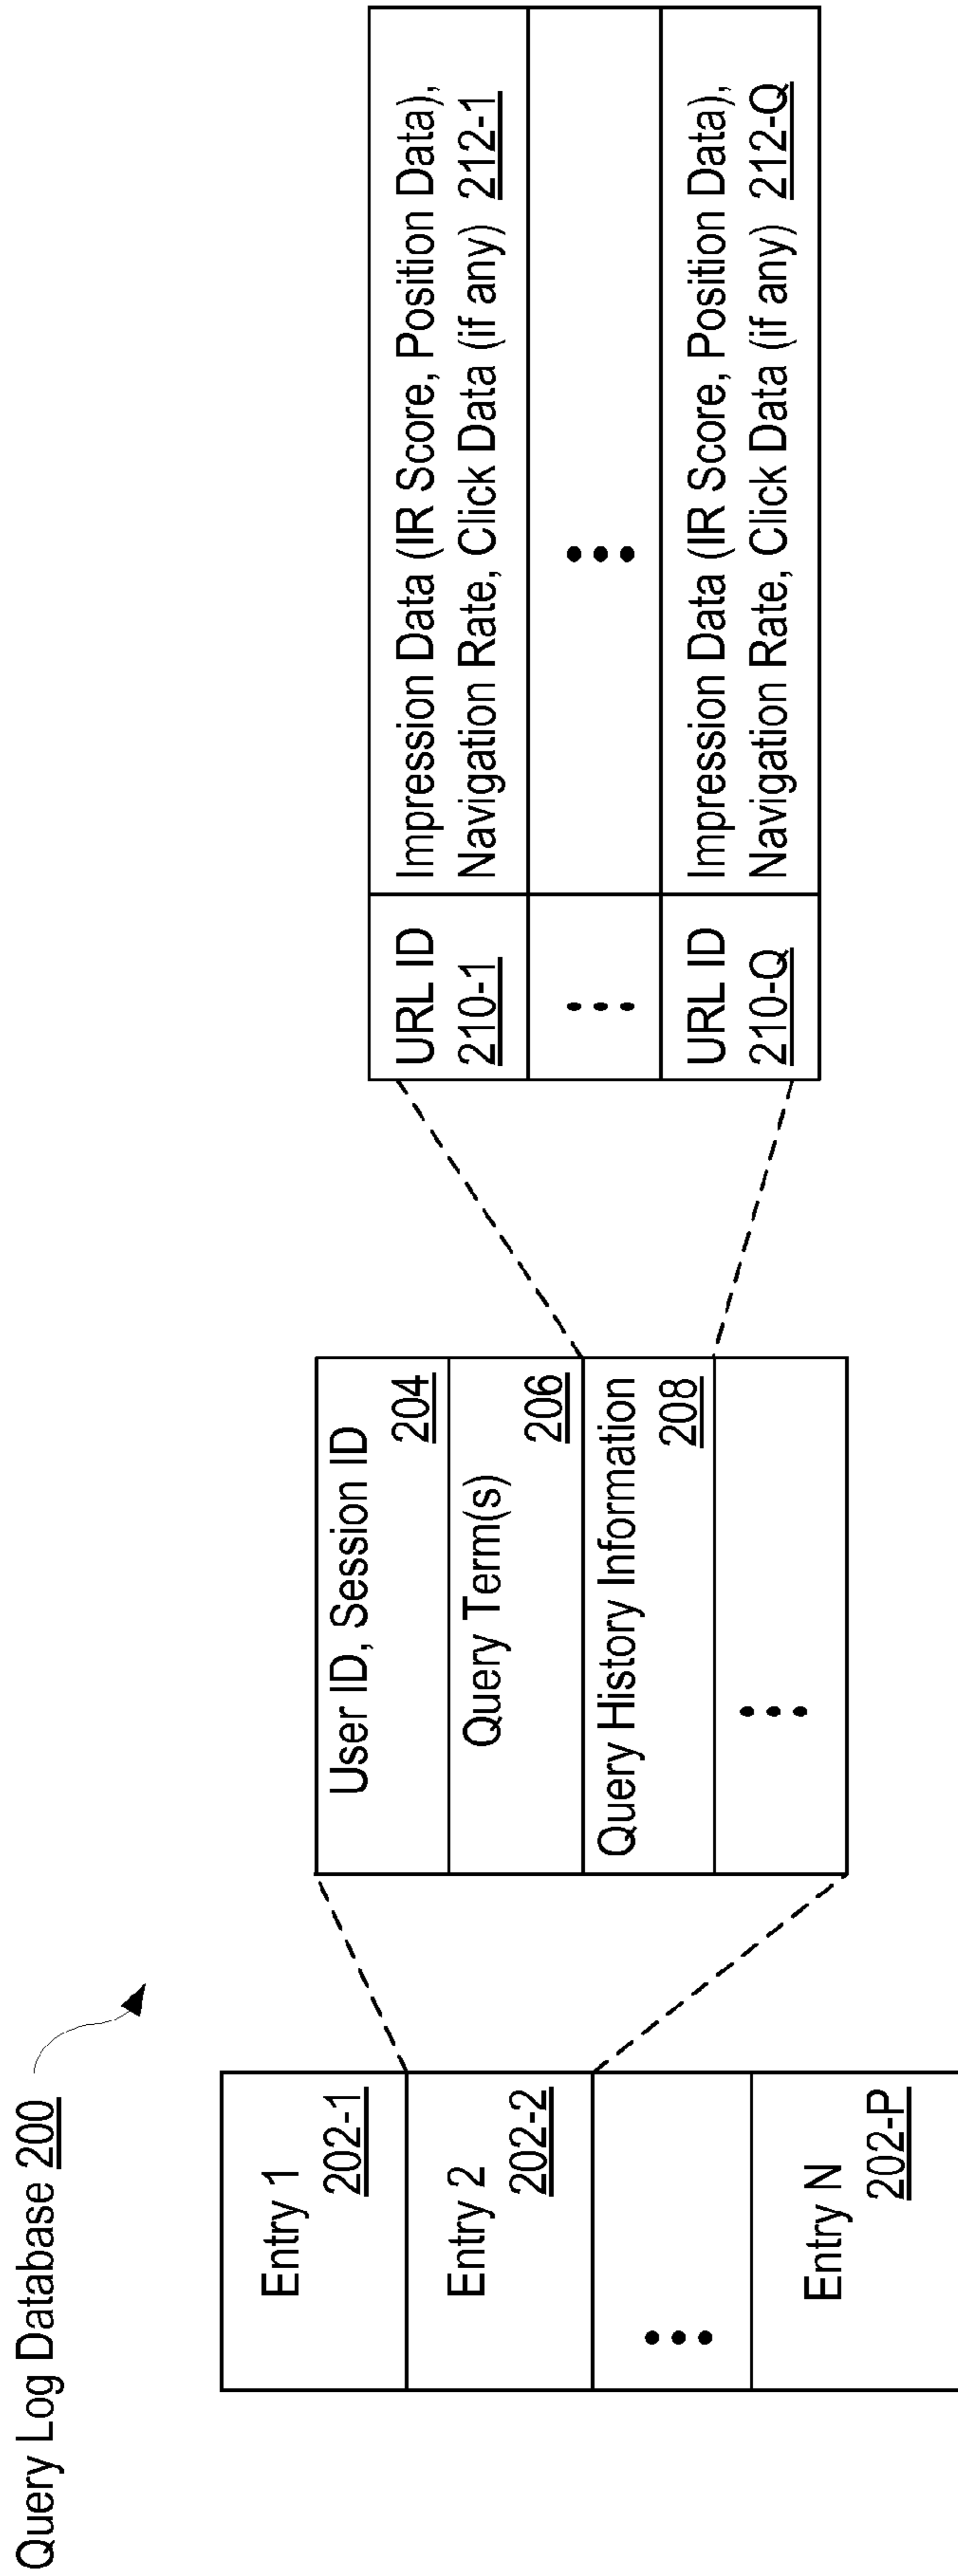 Query Log Database 200
Entry 1
202-1
Entry 2
202-2
Entry N
202-P
User ID, Session ID
204
Query Term(s)
206
Query History Information
208
URL ID
210-1
Impression Data (IR Score, Position Data),
Navigation Rate, Click Data (if any) 212-1
URL ID
210-Q
Impression Data (IR Score, Position Data),
Navigation Rate, Click Data (if any) 212-Q